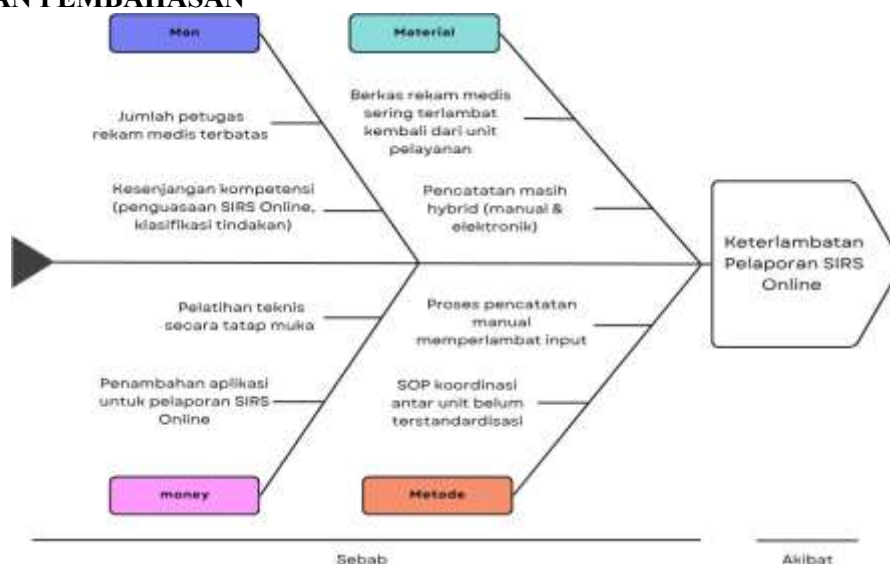 AN PEMBAHASAN
Man
Material
Jumlah petugas
rekam medis terbatas
Berkas rekam medis
sering terlambat
kembali dari unit
pelayanan
Kesenjangan kompetensi
(penguasaan SIRS Online,
klasifikasi tindakan)
Pencatatan masih
hybrid (manual &
elektronik)
Keterlambatan
Pelaporan SIRS
Online
Pelatihan teknis
secara tatap muka
Proses pencatatan
manual
memperlambat input
Penambahan aplikasi
untuk pelaporan SIRS
Online
SOP koordinasi
antar unit belum
terstandardisasi
money
Metode
Sebab
Akibat